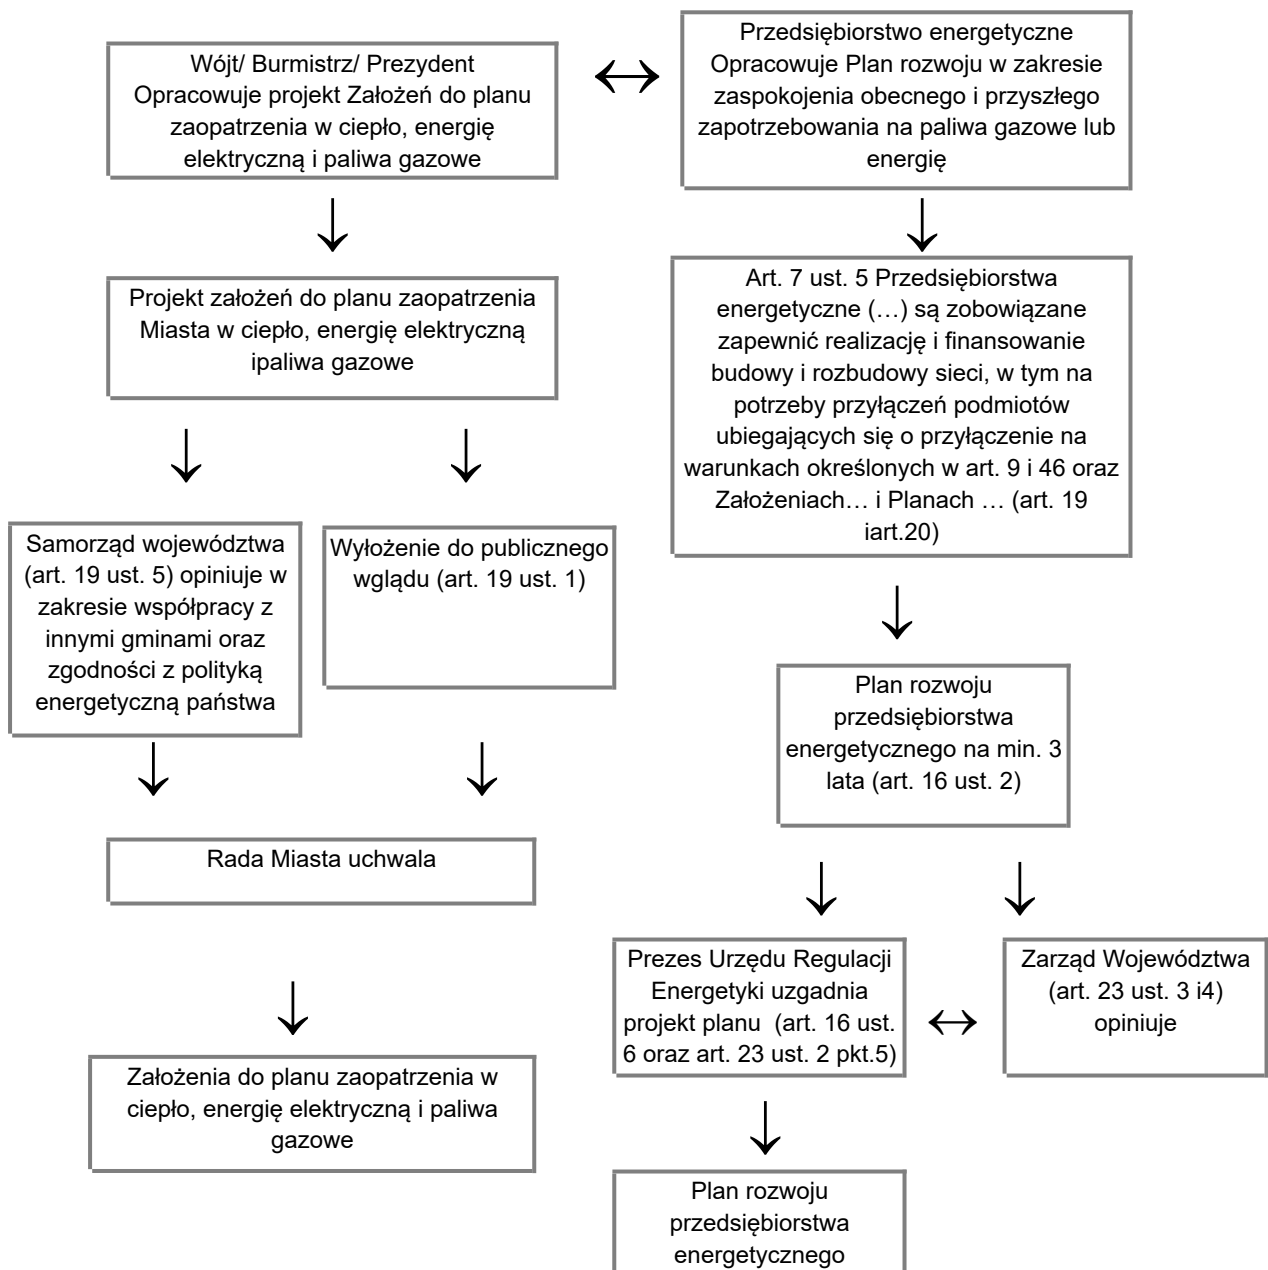 Wójt/ Burmistrz/ Prezydent
Opracowuje projekt Założeń do planu
zaopatrzenia w ciepło, energię
elektryczną i paliwa gazowe
Przedsiębiorstwo energetyczne
Opracowuje Plan rozwoju w zakresie
zaspokojenia obecnego i przyszłego
zapotrzebowania na paliwa gazowe lub
energię
Projekt założeń do planu zaopatrzenia
Miasta w ciepło, energię elektryczną
ipaliwa gazowe
Art. 7 ust. 5 Przedsiębiorstwa
energetyczne (…) są zobowiązane
zapewnić realizację i finansowanie
budowy i rozbudowy sieci, w tym na
potrzeby przyłączeń podmiotów
ubiegających się o przyłączenie na
warunkach określonych w art. 9 i 46 oraz
Założeniach… i Planach … (art. 19
iart.20)
Samorząd województwa
(art. 19 ust. 5) opiniuje w
zakresie współpracy z
innymi gminami oraz
zgodności z polityką
energetyczną państwa
Wyłożenie do publicznego
wglądu (art. 19 ust. 1)
Plan rozwoju
przedsiębiorstwa
energetycznego na min. 3
lata (art. 16 ust. 2)
Rada Miasta uchwala
Prezes Urzędu Regulacji
Energetyki uzgadnia
projekt planu  (art. 16 ust.
6 oraz art. 23 ust. 2 pkt.5)
Zarząd Województwa
(art. 23 ust. 3 i4)
opiniuje
Założenia do planu zaopatrzenia w
ciepło, energię elektryczną i paliwa
gazowe
Plan rozwoju
przedsiębiorstwa
energetycznego